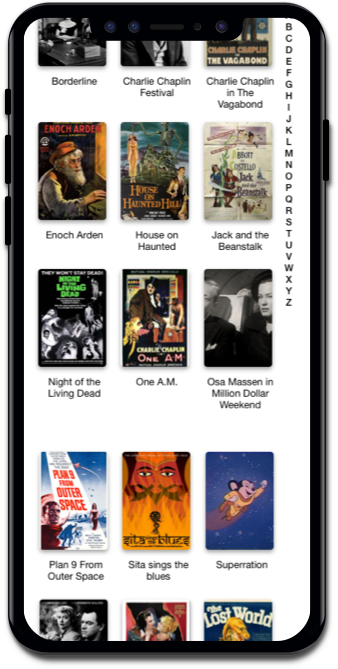 CHARLIE CHAPLIN
THE VAGABOND
Borderline
Charlie Chaplin
Festival
Charlie Chaplin
in The
Vagabond
ENOCH ARDEN
HOUSE
ON
HAUNTED HILL
ABBOTT
COSTELLO
Jack
and the
Beanstalk
Enoch Arden
House on
Haunted
Jack and the
Beanstalk
THEY WON'T STAY DEAD!
NIGHT
OF THE
LIVING
DEAD
CHARLIE CHAPLIN
ONE A.M.
Night of the
Living Dead
One A.M.
Osa Massen in
Million Dollar
Weekend
PLAN 9
FROM
OUTER
SPACE
sita sings the blues
Plan 9 From
Outer Space
Sita sings the
blues
Superration
The
Lost World
B
C
D
E
F
G
H
I
J
K
L
M
N
O
P
Q
R
S
T
U
V
W
X
Y
Z